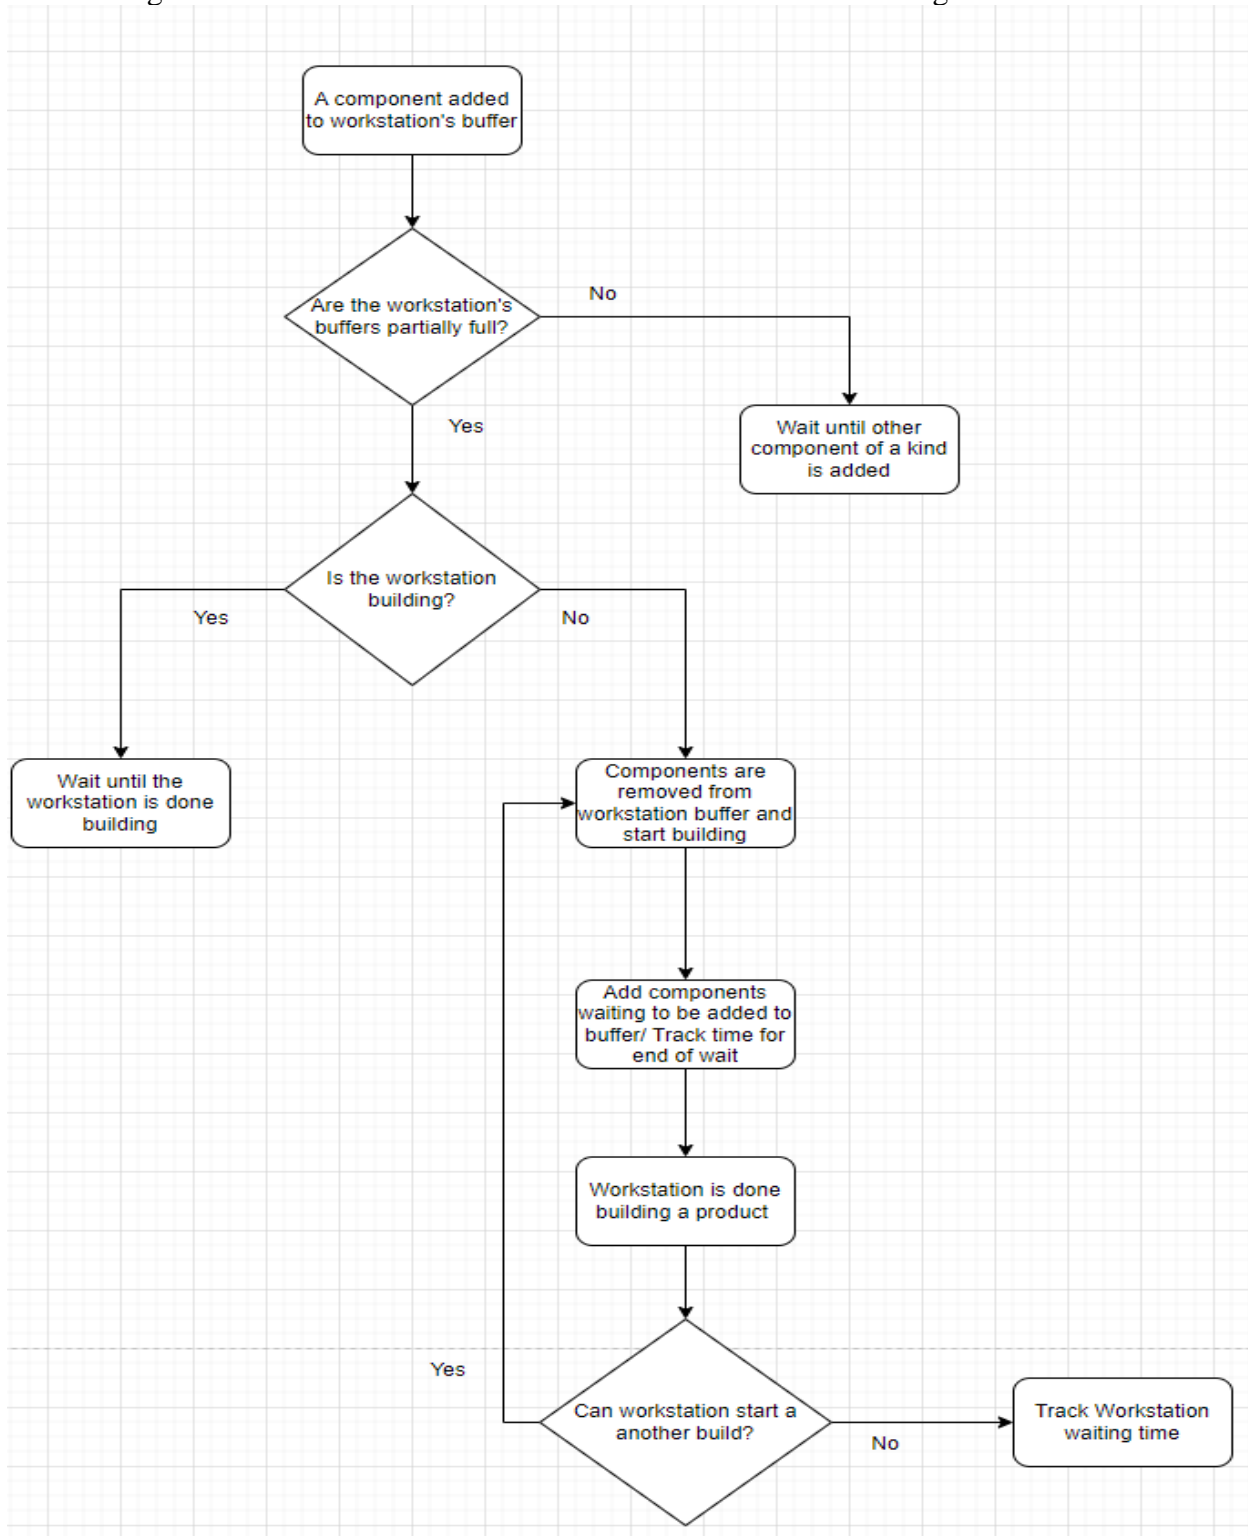 A component added
to workstation's buffer
Are the workstation's
buffers partially full?
No
Yes
Wait until other
component of a kind
is added
Is the workstation
building?
Yes
No
Wait until the
workstation is done
building
Components are
removed from
workstation buffer and
start building
Add components
waiting to be added to
buffer/ Track time for
end of wait
Workstation is done
building a product
Yes
Can workstation start a
another build?
No
Track Workstation
waiting time